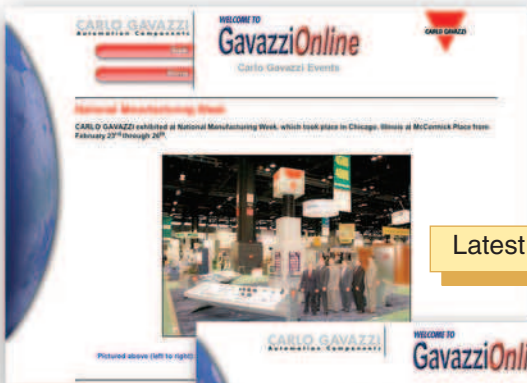 CARLO GAVAZZI
Automation Components
WELCOME TO
GavazziOnline
CARLO GAVAZZI
Carlo Gavazzi Events
National Manufacturing Week
CARLO GAVAZZI exhibited at National Manufacturing Week, which took place in Chicago, Illinois at McCormick Place from
February 23rd through 26th.
Latest
Pictured above (left to right)
CARLO GAVAZZI
Automation Components
WELCOME TO
GavazziOnli